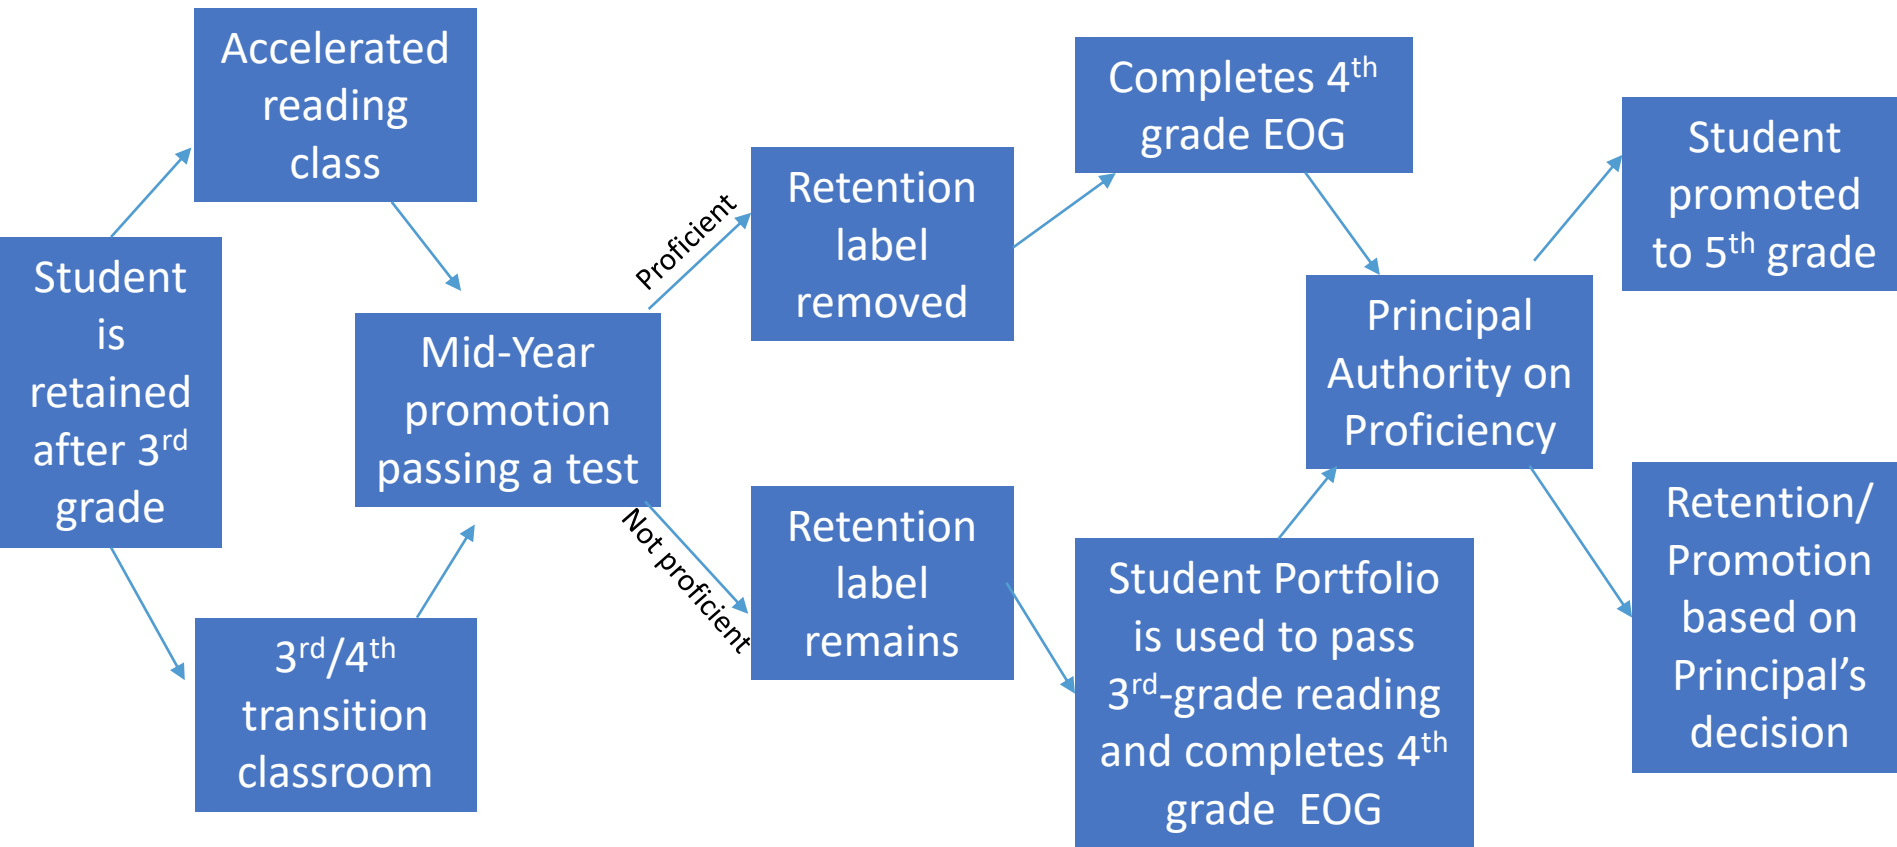 Accelerated
reading
class
Student
is
retained
after 3rd
grade
3rd/4th
transition
classroom
Mid-Year
promotion
passing a test
Proficient
Not proficient
Retention
label
removed
Retention
label
remains
Completes 4th
grade EOG
Student Portfolio
is used to pass
3rd-grade reading
and completes 4th
grade  EOG
Principal
Authority on
Proficiency
Student
promoted
to 5th grade
Retention/
Promotion
based on
Principal’s
decision